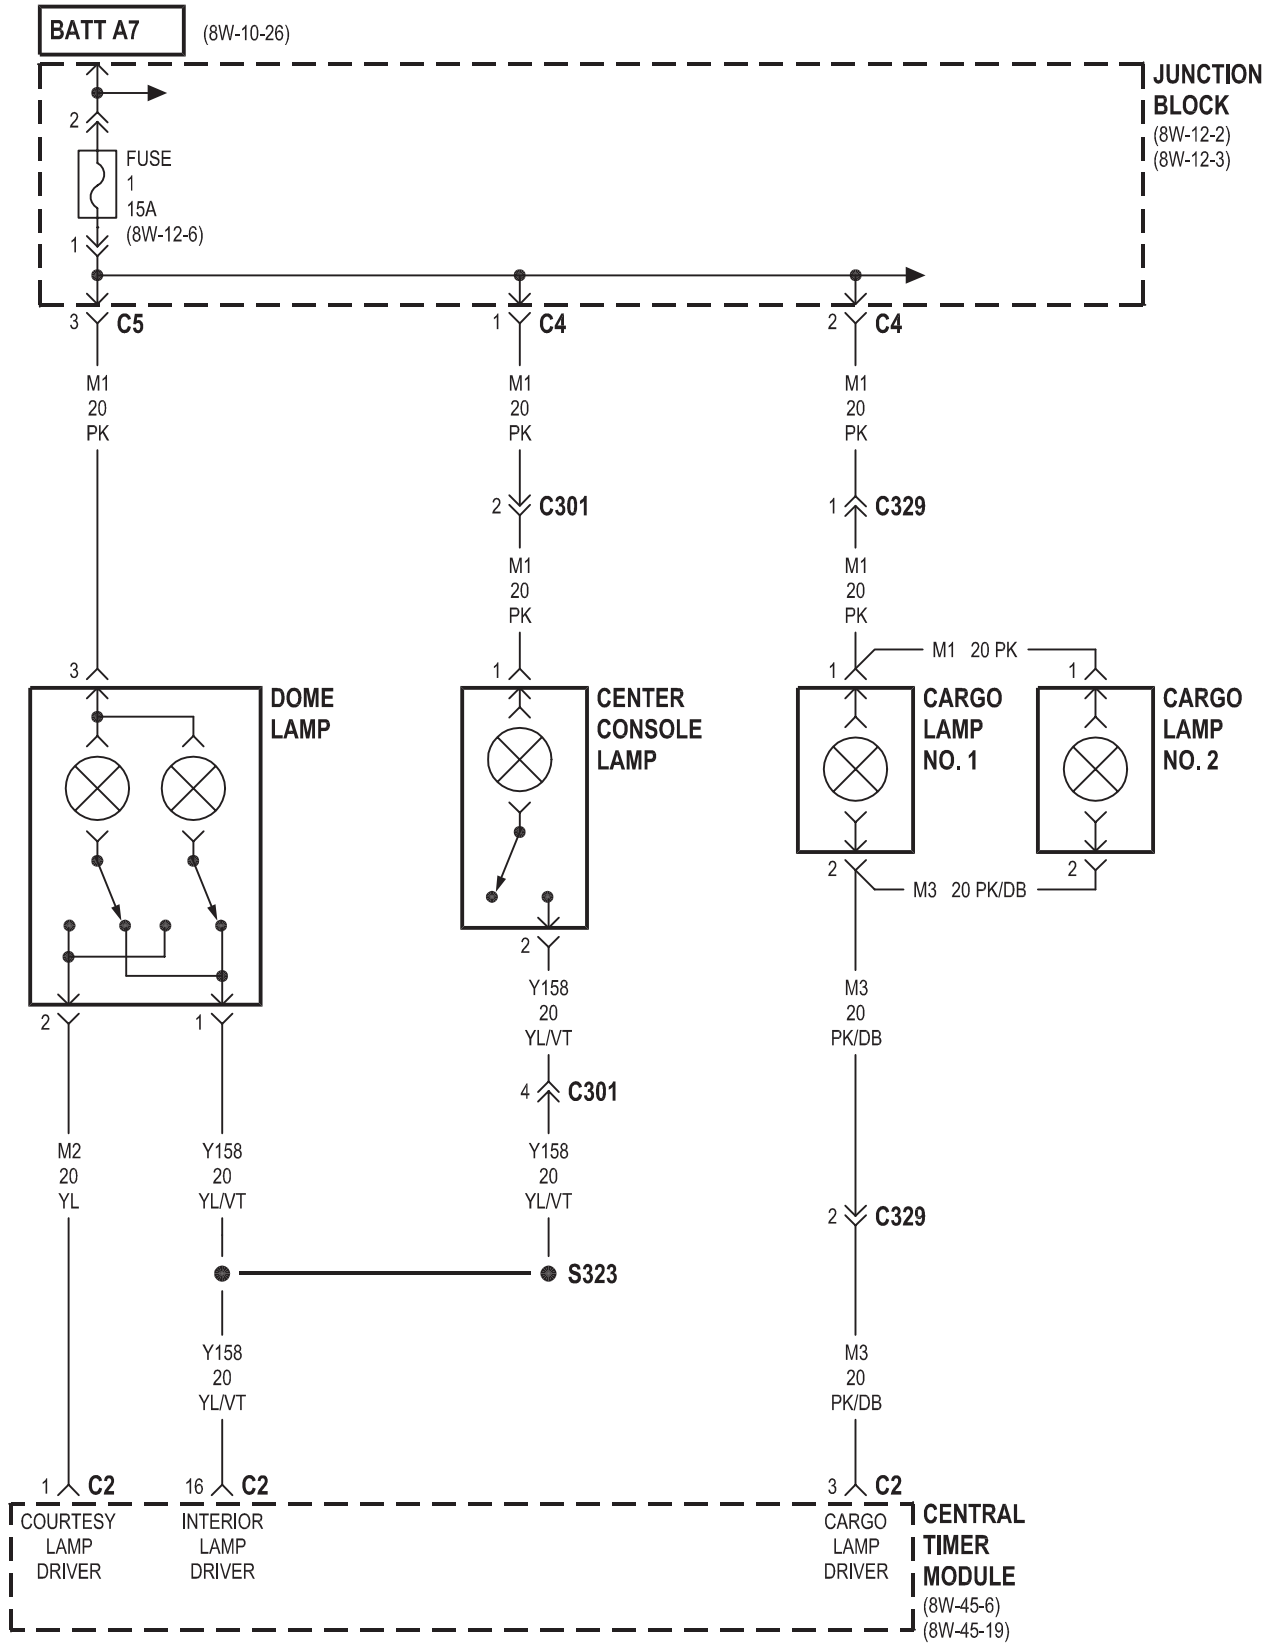 BATT A7
(8W-10-26)
JUNCTION
BLOCK
(8W-12-2)
(8W-12-3)
2
FUSE
1
15A
(8W-12-6)
1
3 C5
1 C4
2 C4
M1
20
PK
M1
20
PK
M1
20
PK
2 C301
1 C329
M1
20
PK
M1
20
PK
M1 20 PK
3
1
1
1
DOME
LAMP
CENTER
CONSOLE
LAMP
CARGO
LAMP
NO. 1
CARGO
LAMP
NO. 2
2
2
M3 20 PK/DB
2
2
1
Y158
20
YL/VT
M3
20
PK/DB
4 C301
M2
20
YL
Y158
20
YL/VT
Y158
20
YL/VT
2 C329
S323
Y158
20
YL/VT
M3
20
PK/DB
1 C2
16 C2
3 C2
COURTESY
LAMP
DRIVER
INTERIOR
LAMP
DRIVER
CARGO
LAMP
DRIVER
CENTRAL
TIMER
MODULE
(8W-45-6)
(8W-45-19)